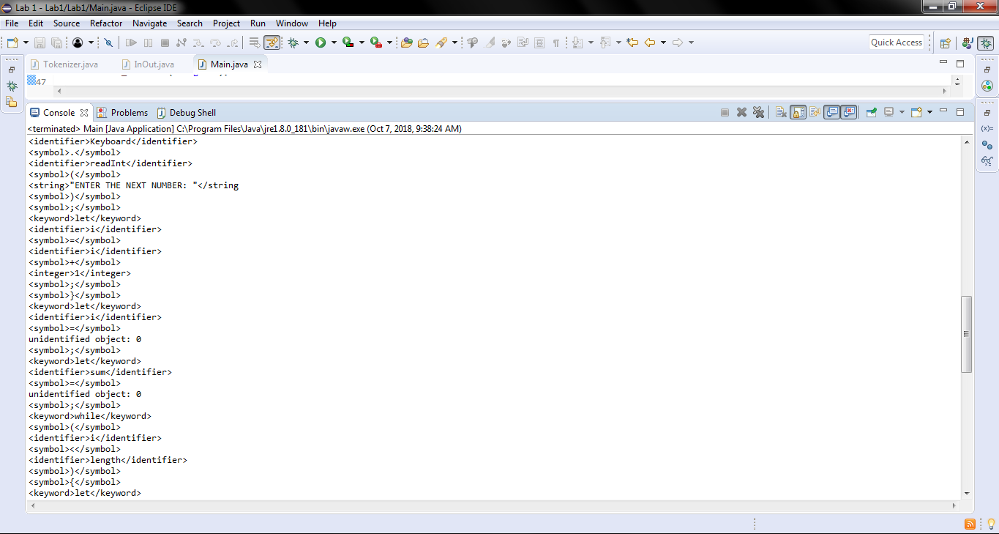 Lab 1 - Lab1/Lab1/Main.java - Eclipse IDE
File Edit Source Refactor Navigate Search Project Run Window Help
Quick Access
Tokenizer.java InOut.java Main.java
47
Console Problems Debug Shell
<terminated> Main [Java Application] C:\Program Files\Java\jre1.8.0_181\bin\javaw.exe (Oct 7, 2018, 9:38:24 AM)
(x)=
<identifier>Keyboard</identifier>
<symbol>.</symbol>
<identifier>readInt</identifier>
<symbol>(</symbol>
<string>"ENTER THE NEXT NUMBER: "</string
<symbol>)</symbol>
<symbol>;</symbol>
<keyword>let</keyword>
<identifier>i</identifier>
<symbol>=</symbol>
<identifier>i</identifier>
<symbol>+</symbol>
<integer>1</integer>
<symbol>;</symbol>
<symbol>}</symbol>
<keyword>let</keyword>
<identifier>i</identifier>
<symbol>=</symbol>
unidentified object: 0
<symbol>;</symbol>
<keyword>let</keyword>
<identifier>sum</identifier>
<symbol>=</symbol>
unidentified object: 0
<symbol>;</symbol>
<keyword>while</keyword>
<symbol>(</symbol>
<identifier>i</identifier>
<symbol><</symbol>
<identifier>length</identifier>
<symbol>)</symbol>
<symbol>{</symbol>
<keyword>let</keyword>